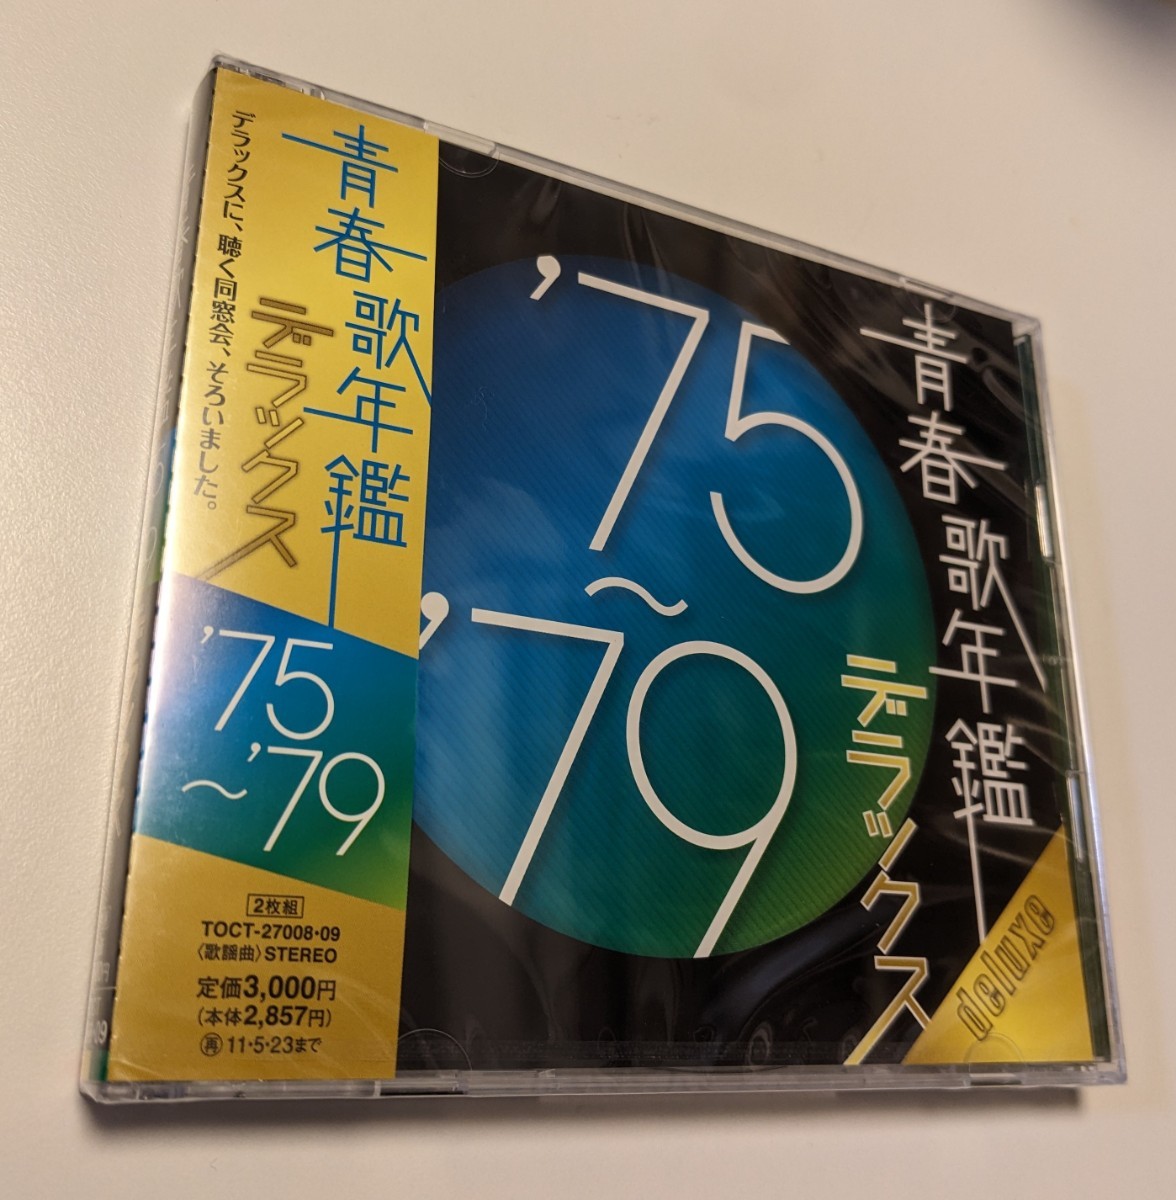 デラックスに、聴く同窓会、そろいました。
青春歌年鑑
デラックス
'75
～'79
2枚組
TOCT-27008・09
〈歌謡曲〉STEREO
定価3,000円
(本体2,857円)
再 11・5・23まで
'75
～
'79
青春歌年鑑
デラックス
deluxe